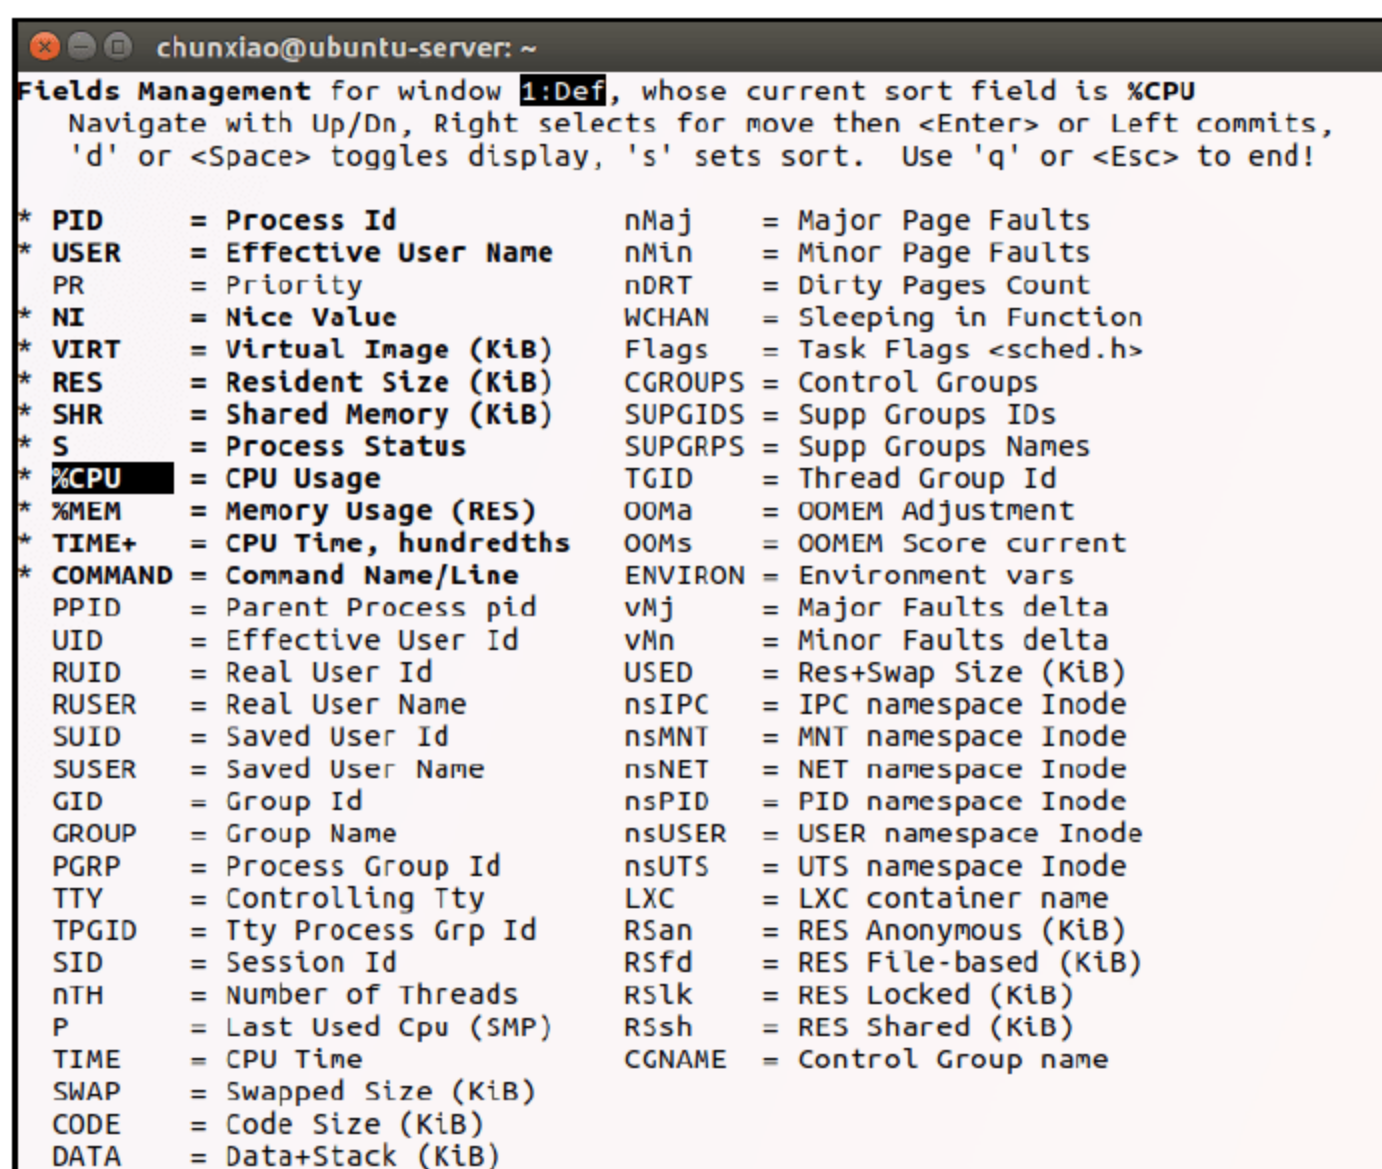 chunxiao@ubuntu-server: ~
Fields Management for window 1:Def, whose current sort field is %CPU
   Navigate with Up/Dn, Right selects for move then <Enter> or Left commits,
   'd' or <Space> toggles display, 's' sets sort.  Use 'q' or <Esc> to end!

* PID     = Process Id             nMaj    = Major Page Faults
* USER    = Effective User Name    nMin    = Minor Page Faults
  PR      = Priority               nDRT    = Dirty Pages Count
* NI      = Nice Value             WCHAN   = Sleeping in Function
* VIRT    = Virtual Image (KiB)    Flags   = Task Flags <sched.h>
* RES     = Resident Size (KiB)    CGROUPS = Control Groups
* SHR     = Shared Memory (KiB)    SUPGIDS = Supp Groups IDs
* S       = Process Status         SUPGRPS = Supp Groups Names
* %CPU    = CPU Usage              TGID    = Thread Group Id
* %MEM    = Memory Usage (RES)     OOMa    = OOMEM Adjustment
* TIME+   = CPU Time, hundredths   OOMs    = OOMEM Score current
* COMMAND = Command Name/Line      ENVIRON = Environment vars
  PPID    = Parent Process pid     vMj     = Major Faults delta
  UID     = Effective User Id      vMn     = Minor Faults delta
  RUID    = Real User Id           USED    = Res+Swap Size (KiB)
  RUSER   = Real User Name         nsIPC   = IPC namespace Inode
  SUID    = Saved User Id          nsMNT   = MNT namespace Inode
  SUSER   = Saved User Name        nsNET   = NET namespace Inode
  GID     = Group Id               nsPID   = PID namespace Inode
  GROUP   = Group Name             nsUSER  = USER namespace Inode
  PGRP    = Process Group Id       nsUTS   = UTS namespace Inode
  TTY     = Controlling Tty        LXC     = LXC container name
  TPGID   = Tty Process Grp Id     RSan    = RES Anonymous (KiB)
  SID     = Session Id             RSfd    = RES File-based (KiB)
  nTH     = Number of Threads      RSlk    = RES Locked (KiB)
  P       = Last Used Cpu (SMP)    RSsh    = RES Shared (KiB)
  TIME    = CPU Time               CGNAME  = Control Group name
  SWAP    = Swapped Size (KiB)
  CODE    = Code Size (KiB)
  DATA    = Data+Stack (KiB)